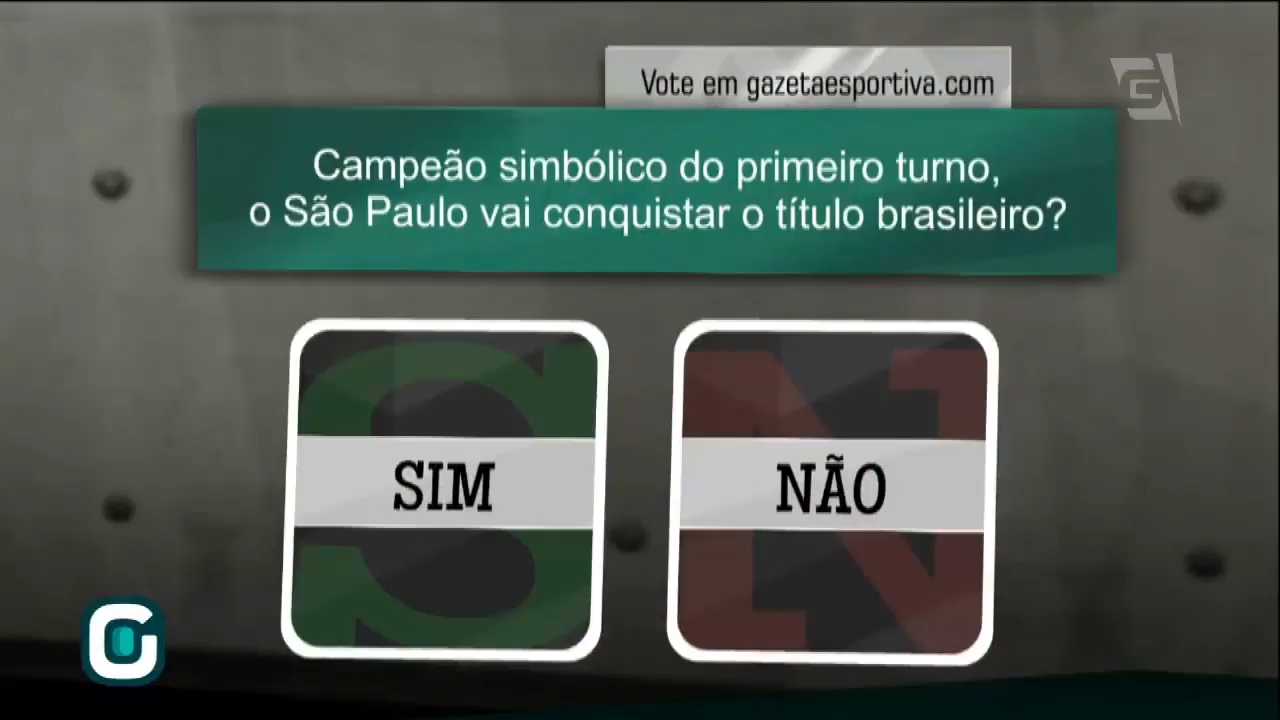 Vote em gazetaesportiva.com
Campeão simbólico do primeiro turno,
o São Paulo vai conquistar o título brasileiro?
SIM
NÃO